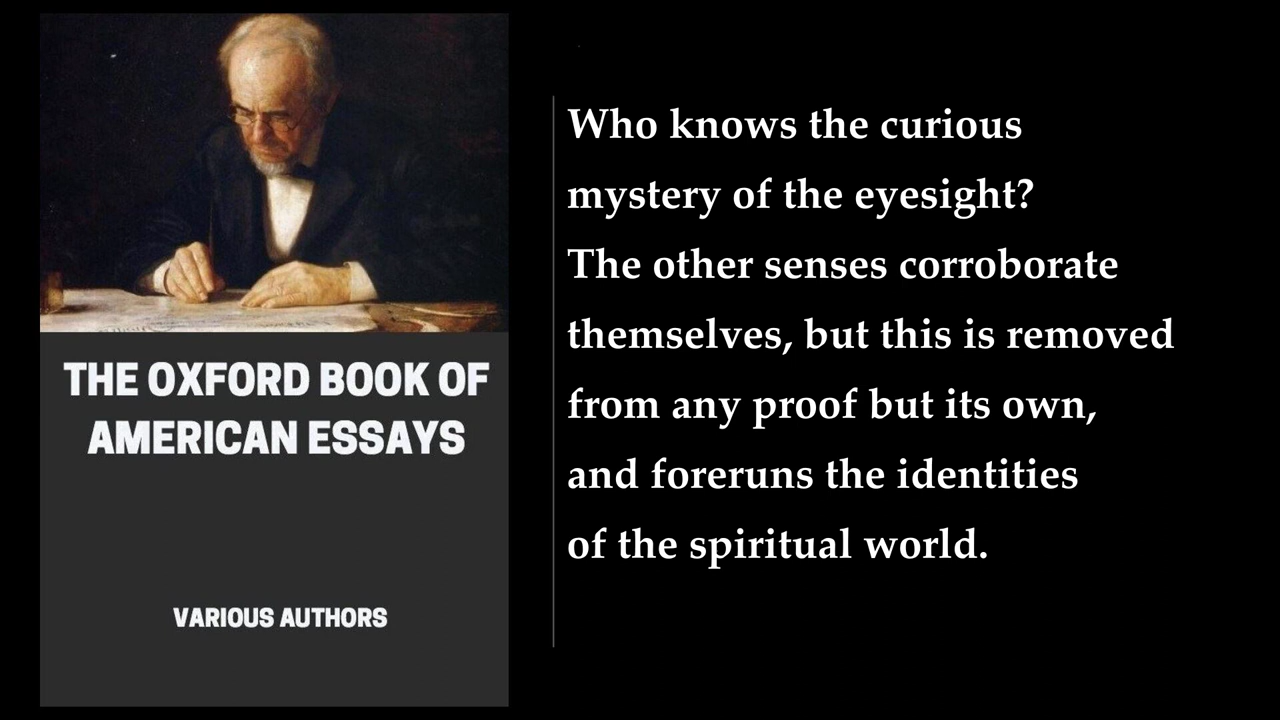 THE OXFORD BOOK OF
AMERICAN ESSAYS
VARIOUS AUTHORS
Who knows the curious
mystery of the eyesight?
The other senses corroborate
themselves, but this is removed
from any proof but its own,
and foreruns the identities
of the spiritual world.